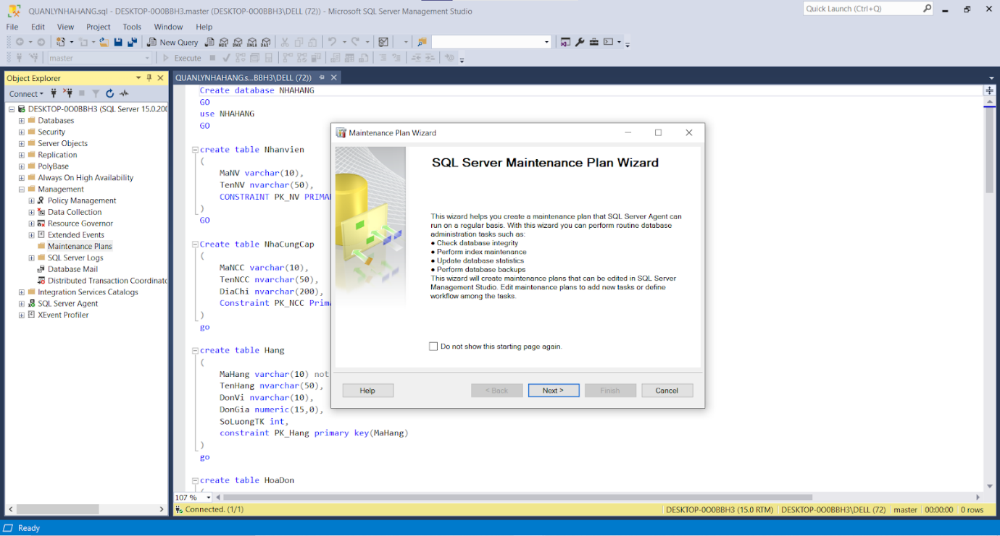 QUANLYNHAHANG.sql - DESKTOP-0O0BBH3.master (DESKTOP-0O0BBH3\DELL (72)) - Microsoft SQL Server Management Studio
Quick Launch (Ctrl+Q)
File Edit View Project Tools Window Help
New Query
MDX DMX XMLA DAX
master
Execute
Object Explorer
Connect
DESKTOP-0O0BBH3 (SQL Server 15.0.200
Databases
Security
Server Objects
Replication
PolyBase
Always On High Availability
Management
Policy Management
Data Collection
Resource Governor
Extended Events
Maintenance Plans
SQL Server Logs
Database Mail
Distributed Transaction Coordinato
Integration Services Catalogs
SQL Server Agent
XEvent Profiler
QUANLYNHAHANG.s...BBH3\DELL (72))
Create database NHAHANG
GO
use NHAHANG
GO
create table Nhanvien
(
MaNV varchar(10),
TenNV nvarchar(50),
CONSTRAINT PK_NV PRIMA
)
GO
Create table NhaCungCap
(
MaNCC varchar(10),
TenNCC nvarchar(50),
DiaChi nvarchar(200),
Constraint PK_NCC Prima
)
go
create table Hang
(
MaHang varchar(10) not
TenHang nvarchar(50),
DonVi nvarchar(10),
DonGia numeric(15,0),
SoLuongTK int,
constraint PK_Hang primary key(MaHang)
)
go
create table HoaDon
(
107 %
Connected. (1/1)
DESKTOP-0O0BBH3 (15.0 RTM) DESKTOP-0O0BBH3\DELL (72) master 00:00:00 0 rows
Ready
Maintenance Plan Wizard
SQL Server Maintenance Plan Wizard
This wizard helps you create a maintenance plan that SQL Server Agent can
run on a regular basis. With this wizard you can perform routine database
administration tasks such as:
● Check database integrity
● Perform index maintenance
● Update database statistics
● Perform database backups
This wizard will create maintenance plans that can be edited in SQL Server
Management Studio. Edit maintenance plans to add new tasks or define
workflow among the tasks.
Do not show this starting page again.
Help < Back Next > Finish Cancel